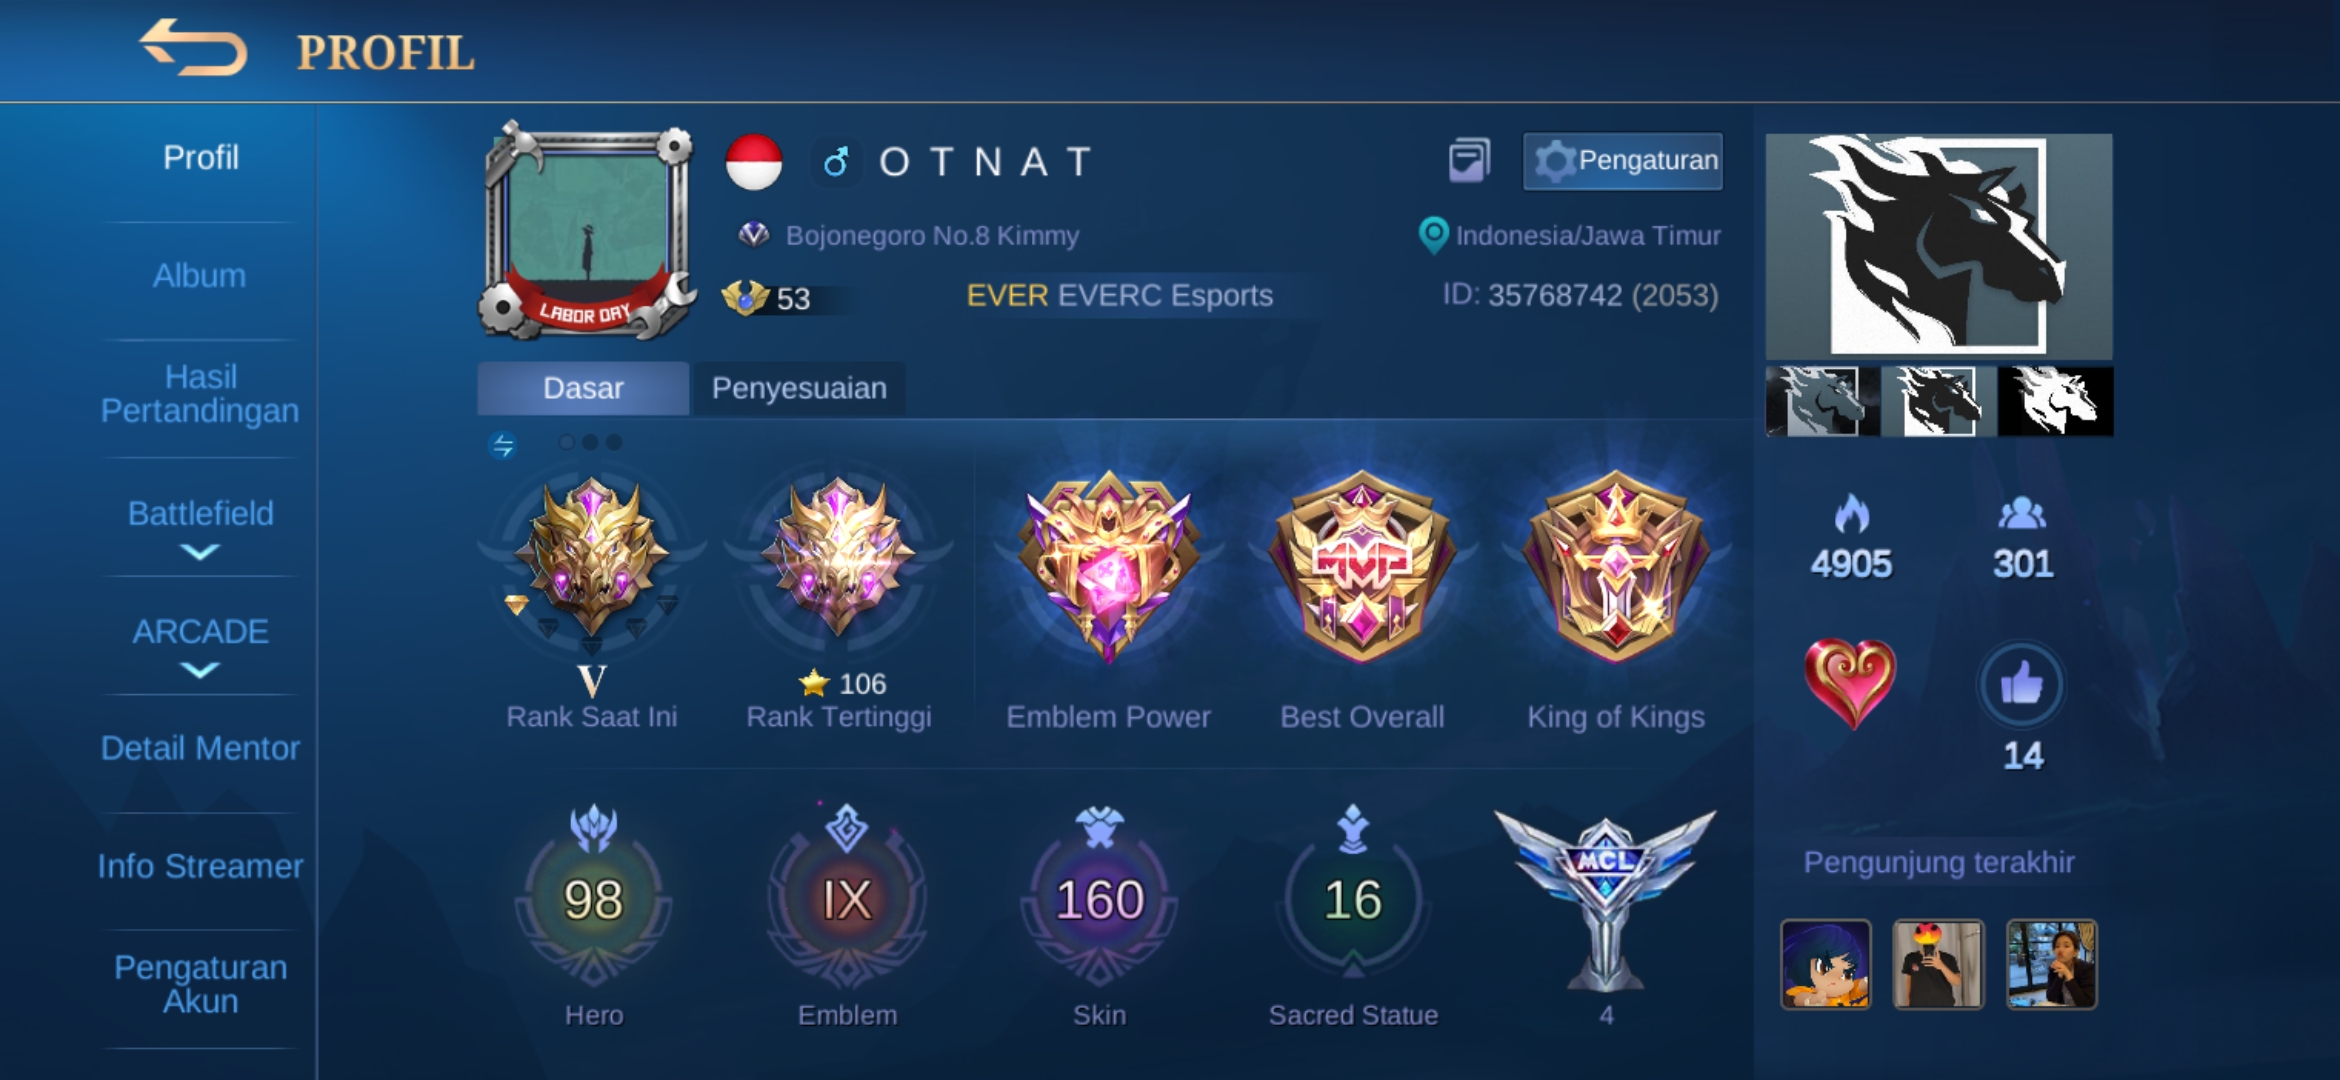 PROFIL
Profil
Album
Hasil
Pertandingan
Battlefield
ARCADE
Detail Mentor
Info Streamer
Pengaturan
Akun
LABOR DAY
O T N A T
Pengaturan
Bojonegoro No.8 Kimmy
Indonesia/Jawa Timur
53
EVER EVERC Esports
ID: 35768742 (2053)
Dasar
Penyesuaian
MVP
V
106
Rank Saat Ini
Rank Tertinggi
Emblem Power
Best Overall
King of Kings
98
IX
160
16
MCL
Hero
Emblem
Skin
Sacred Statue
4
4905
301
14
Pengunjung terakhir